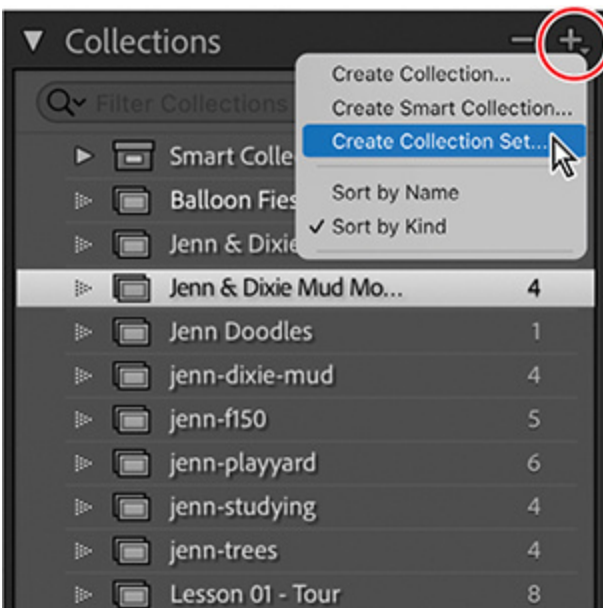 Collections
Filter Collections
Create Collection...
Create Smart Collection...
Create Collection Set...
Sort by Name
✓ Sort by Kind
Smart Colle
Balloon Fies
Jenn & Dixie
Jenn & Dixie Mud Mo... 4
Jenn Doodles 1
jenn-dixie-mud 4
jenn-f150 5
jenn-playyard 6
jenn-studying 4
jenn-trees 4
Lesson 01 - Tour 8